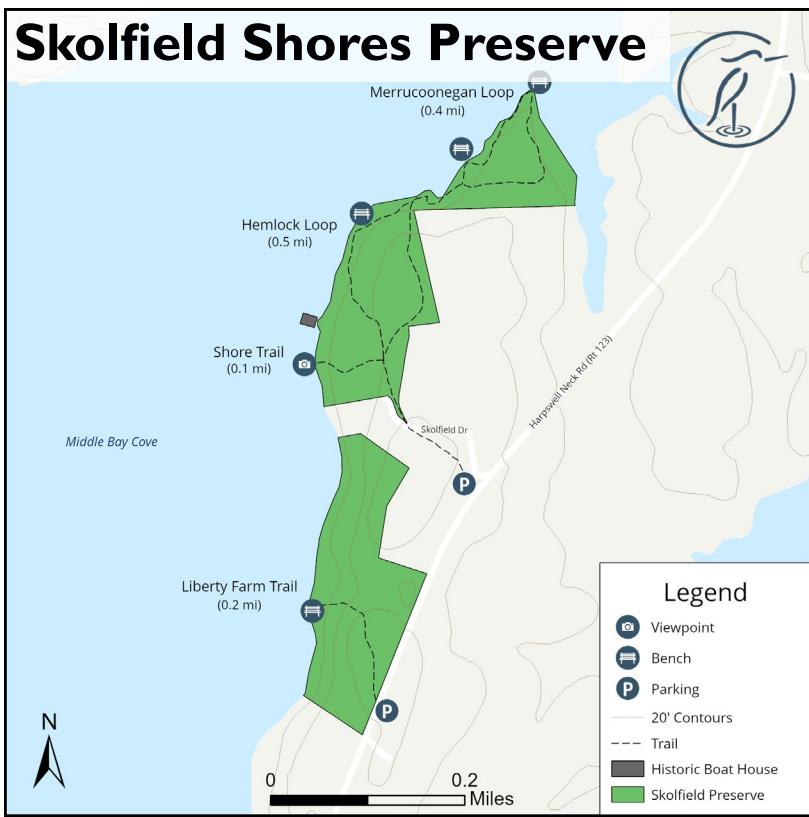 Skolfield Shores Preserve
Merrucoonegan Loop
(0.4 mi)
Hemlock Loop
(0.5 mi)
Shore Trail
(0.1 mi)
Harpswell Neck Rd (Rt 123)
Skolfield Dr
Middle Bay Cove
P
Liberty Farm Trail
(0.2 mi)
P
N
0 0.2
Miles
Legend
Viewpoint
Bench
P Parking
20' Contours
Trail
Historic Boat House
Skolfield Preserve